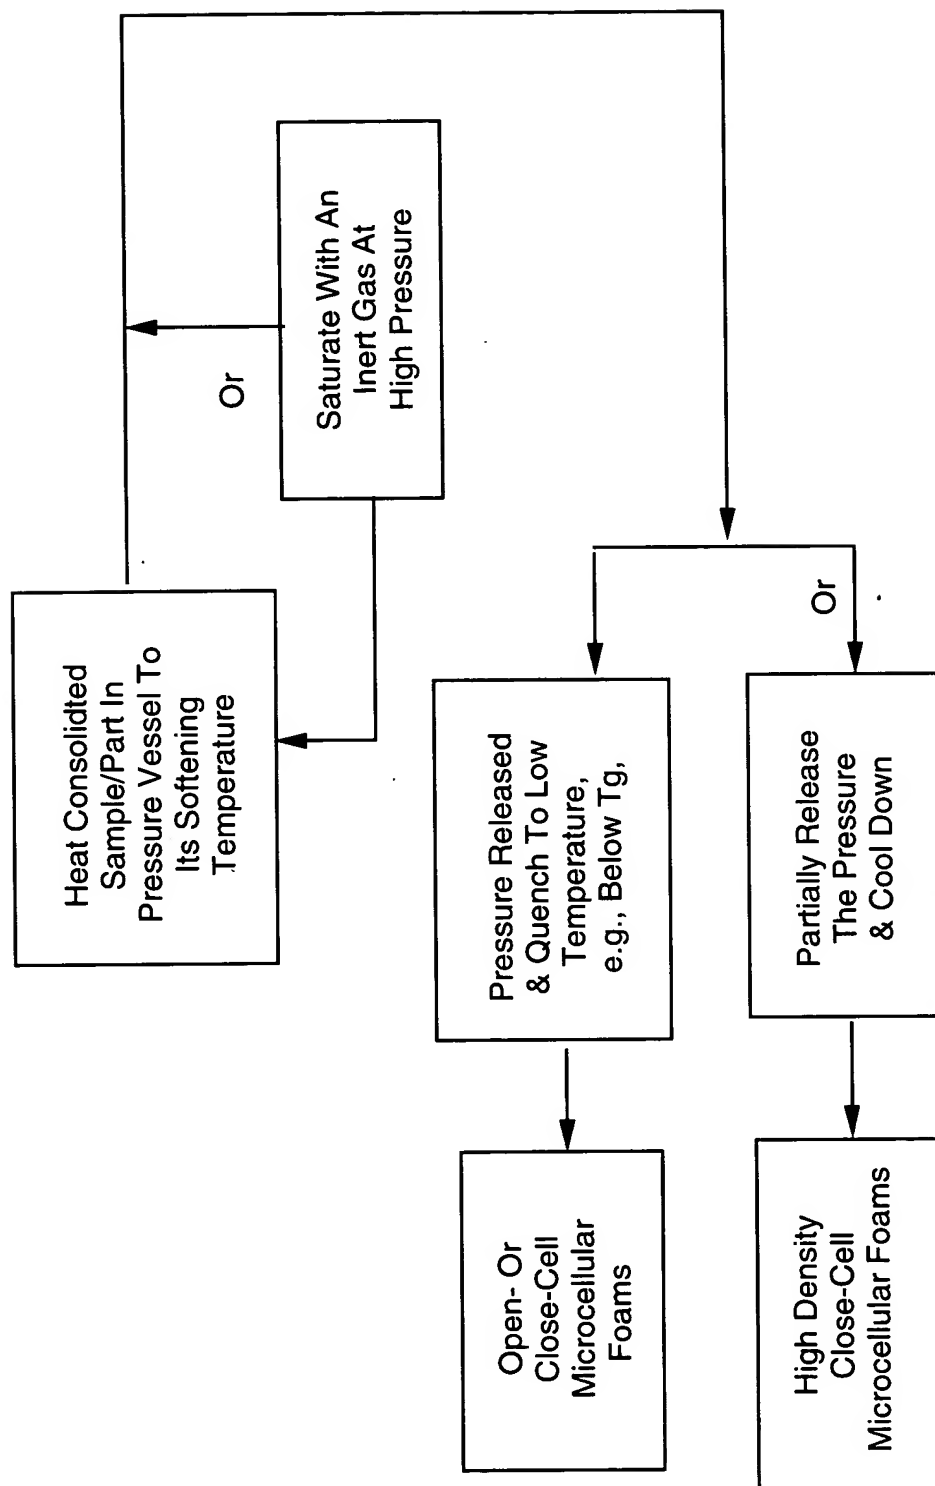 Heat Consolidted
Sample/Part In
Pressure Vessel To
Its Softening
Temperature
Or
Saturate With An
Inert Gas At
High Pressure
Pressure Released
& Quench To Low
Temperature,
e.g., Below Tg,
Or
Partially Release
The Pressure
& Cool Down
Open- Or
Close-Cell
Microcellular
Foams
High Density
Close-Cell
Microcellular Foams